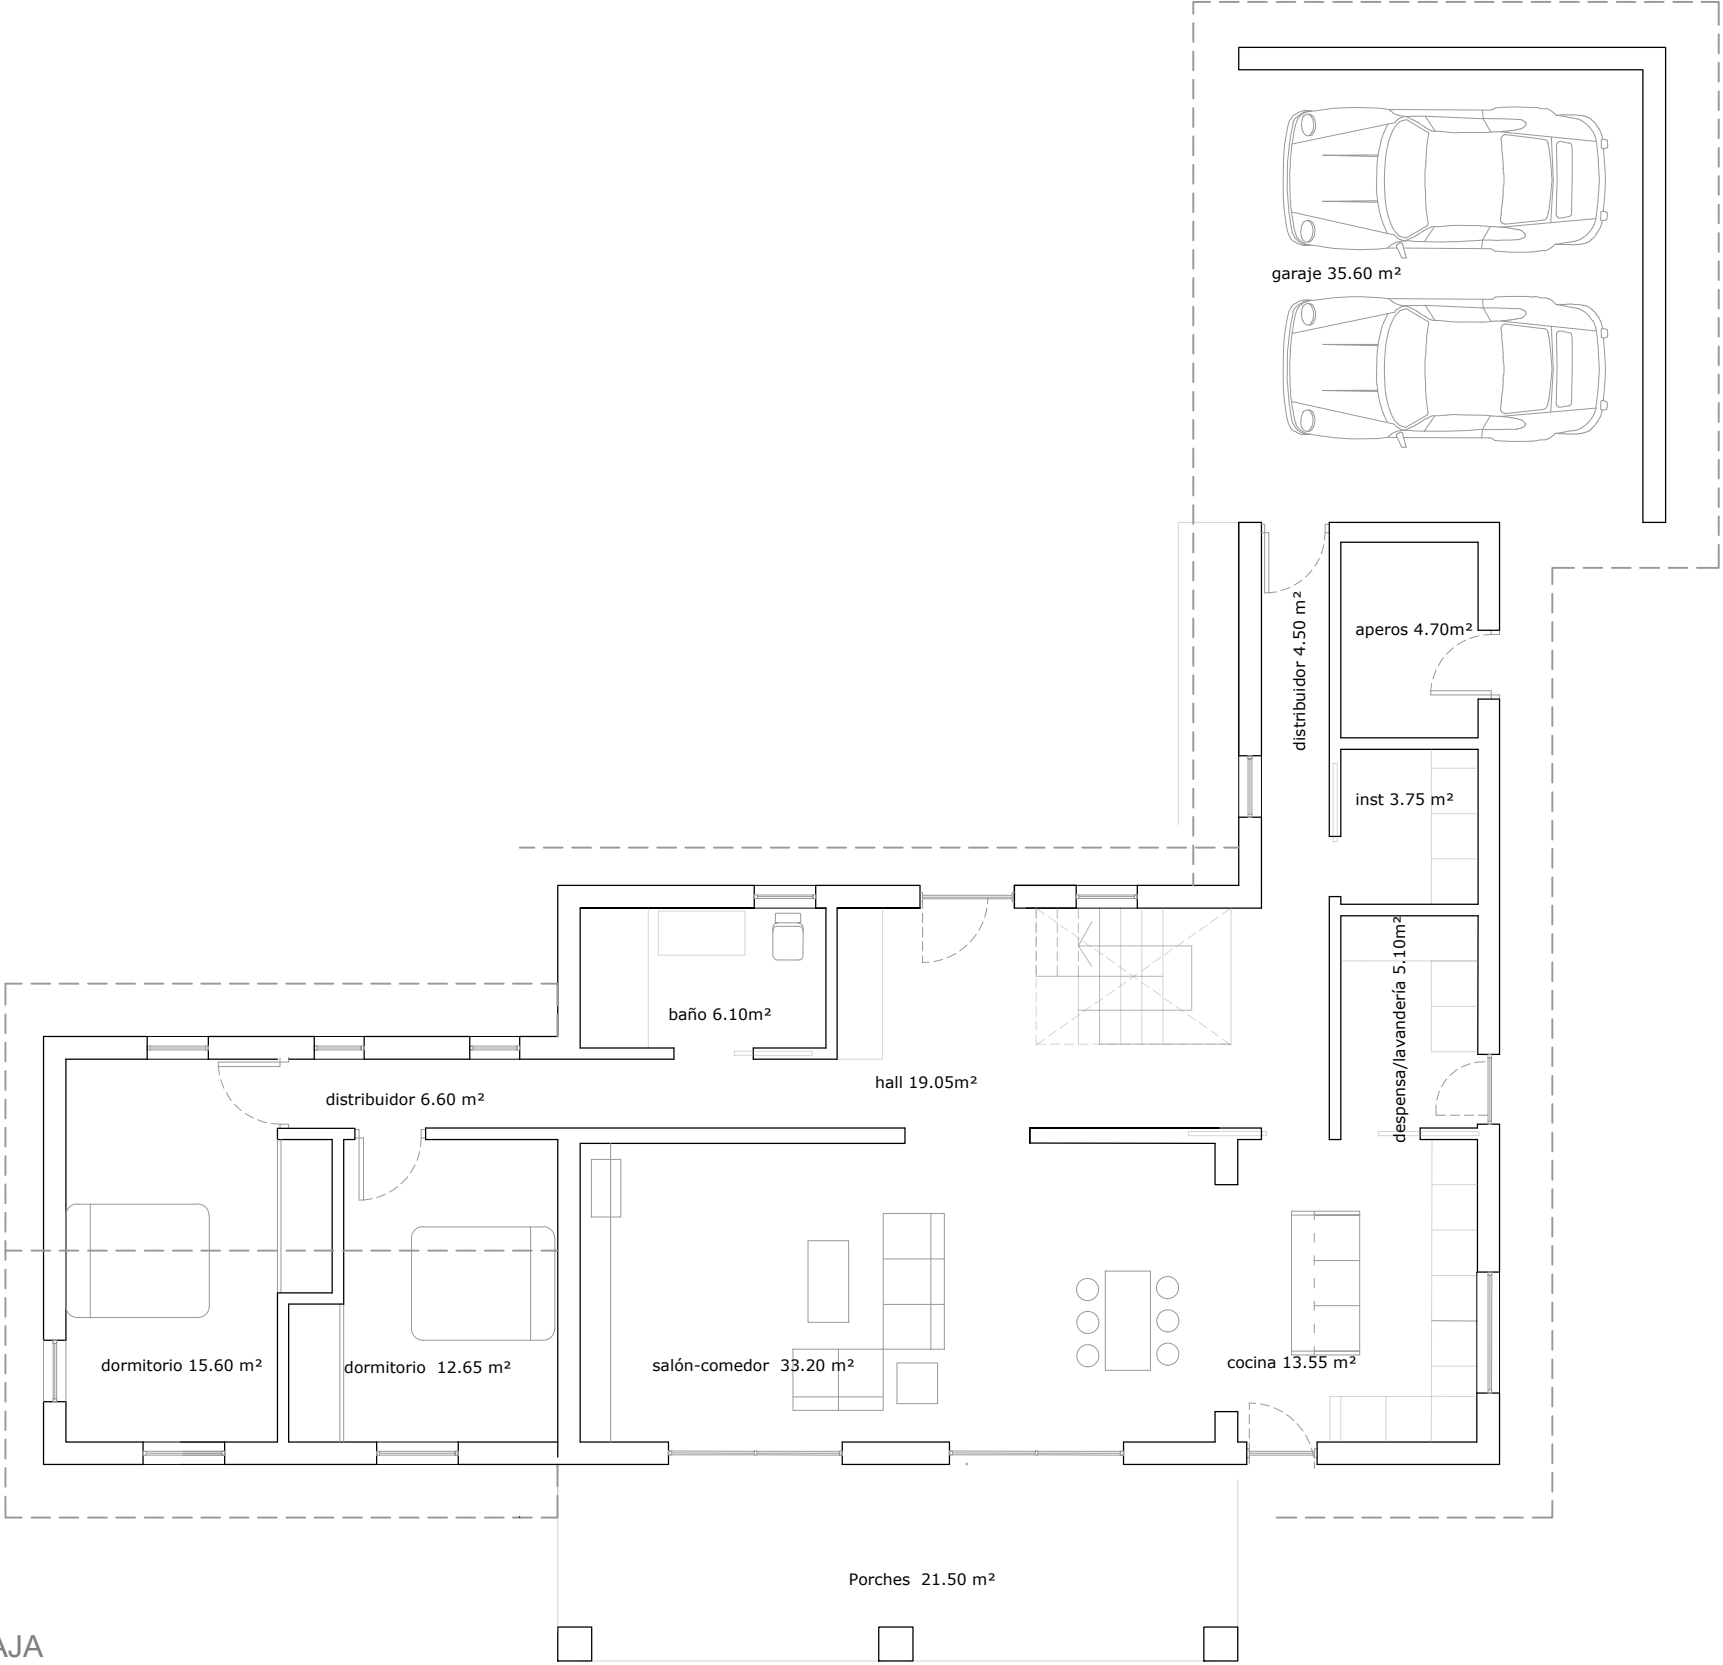 garaje 35.60 m²
distribuidor 4.50 m²
aperos 4.70m²
inst 3.75 m²
despensa/lavandería 5.10m²
baño 6.10m²
hall 19.05m²
distribuidor 6.60 m²
dormitorio 15.60 m²
dormitorio 12.65 m²
salón-comedor 33.20 m²
cocina 13.55 m²
Porches 21.50 m²
AJA